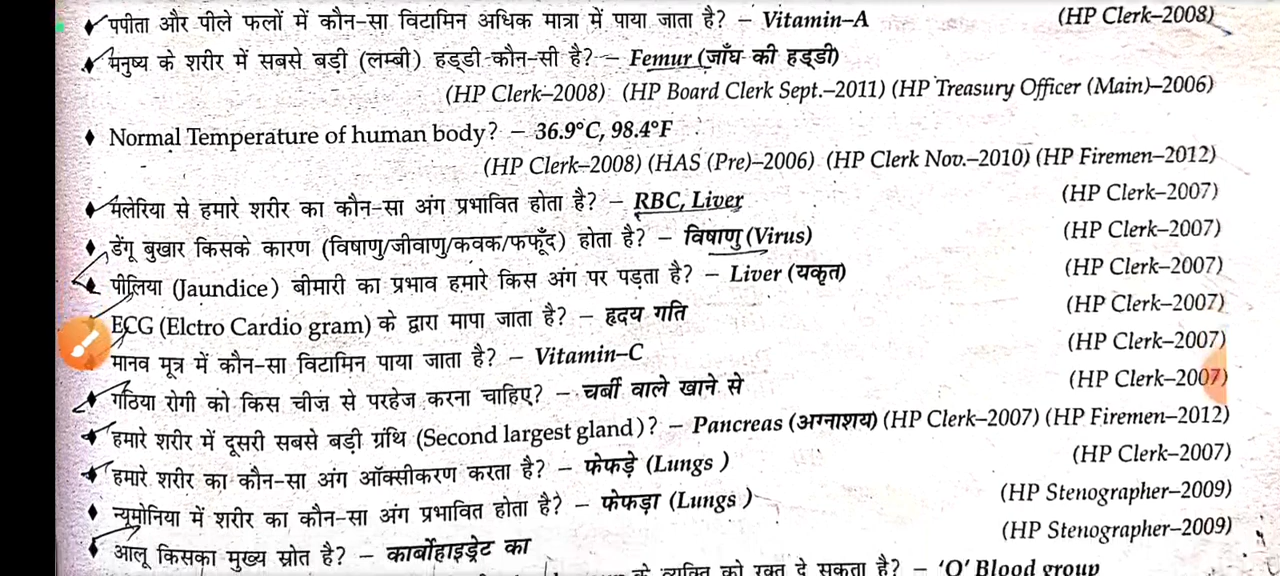 पपीता और पीले फलों में कौन-सा विटामिन अधिक मात्रा में पाया जाता है? – Vitamin–A (HP Clerk–2008)
मनुष्य के शरीर में सबसे बड़ी (लम्बी) हड्डी कौन-सी है? – Femur (जाँघ की हड्डी)
(HP Clerk–2008) (HP Board Clerk Sept.–2011) (HP Treasury Officer (Main)–2006)
♦ Normal Temperature of human body? – 36.9°C, 98.4°F
(HP Clerk–2008) (HAS (Pre)–2006) (HP Clerk Nov.–2010) (HP Firemen–2012)
♦ मलेरिया से हमारे शरीर का कौन-सा अंग प्रभावित होता है? – RBC, Liver (HP Clerk–2007)
♦ डेंगू बुखार किसके कारण (विषाणु/जीवाणु/कवक/फफूँद) होता है? – विषाणु (Virus) (HP Clerk–2007)
♦ पीलिया (Jaundice) बीमारी का प्रभाव हमारे किस अंग पर पड़ता है? – Liver (यकृत) (HP Clerk–2007)
ECG (Elctro Cardio gram) के द्वारा मापा जाता है? – हृदय गति (HP Clerk–2007)
मानव मूत्र में कौन-सा विटामिन पाया जाता है? – Vitamin–C (HP Clerk–2007)
♦ गठिया रोगी को किस चीज़ से परहेज करना चाहिए? – चर्बी वाले खाने से (HP Clerk–2007)
♦ हमारे शरीर में दूसरी सबसे बड़ी ग्रंथि (Second largest gland)? – Pancreas (अग्नाशय) (HP Clerk–2007) (HP Firemen–2012)
♦ हमारे शरीर का कौन-सा अंग ऑक्सीकरण करता है? – फेफड़े (Lungs ) (HP Clerk–2007)
♦ न्यूमोनिया में शरीर का कौन-सा अंग प्रभावित होता है? – फेफड़ा (Lungs ) (HP Stenographer–2009)
♦ आलू किसका मुख्य स्रोत है? – कार्बोहाइड्रेट का (HP Stenographer–2009)
के व्यक्ति को रक्त दे सकता है? – ‘O’ Blood group